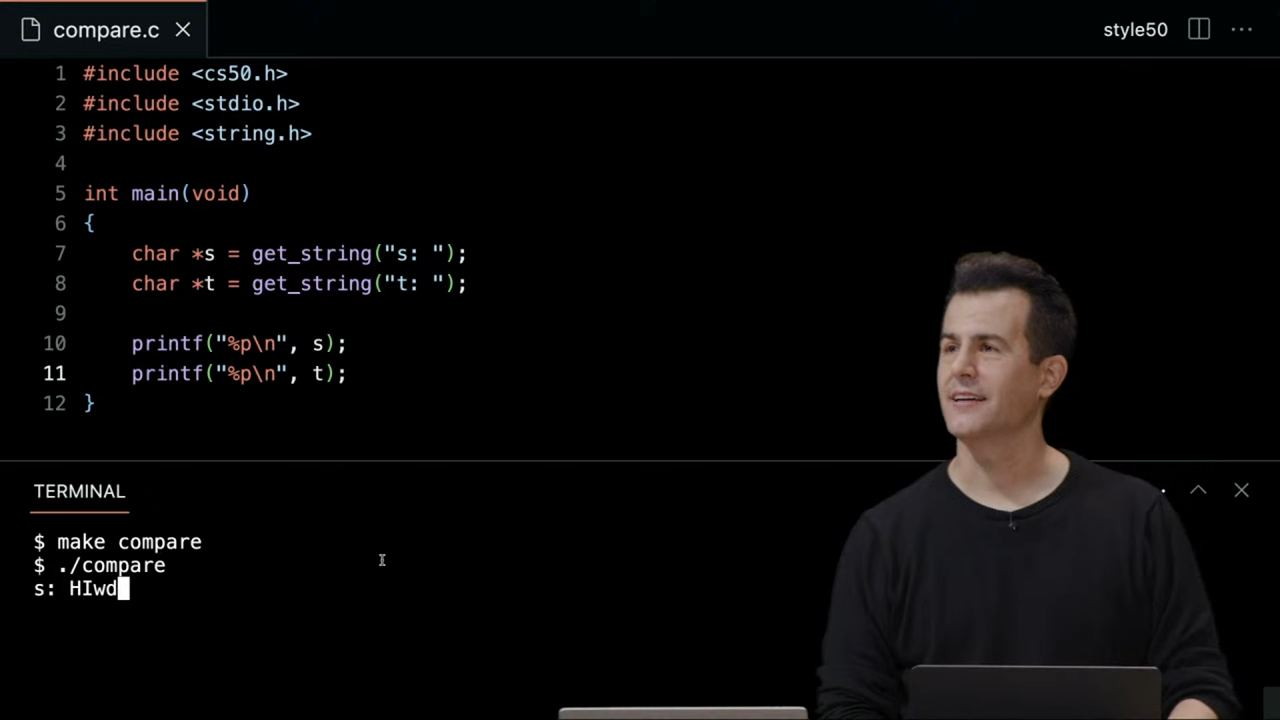 compare.c
style50
1 #include <cs50.h>
2 #include <stdio.h>
3 #include <string.h>
4
5 int main(void)
6 {
7     char *s = get_string("s: ");
8     char *t = get_string("t: ");
9
10     printf("%p\n", s);
11     printf("%p\n", t);
12 }
TERMINAL
$ make compare
$ ./compare
s: HIwd